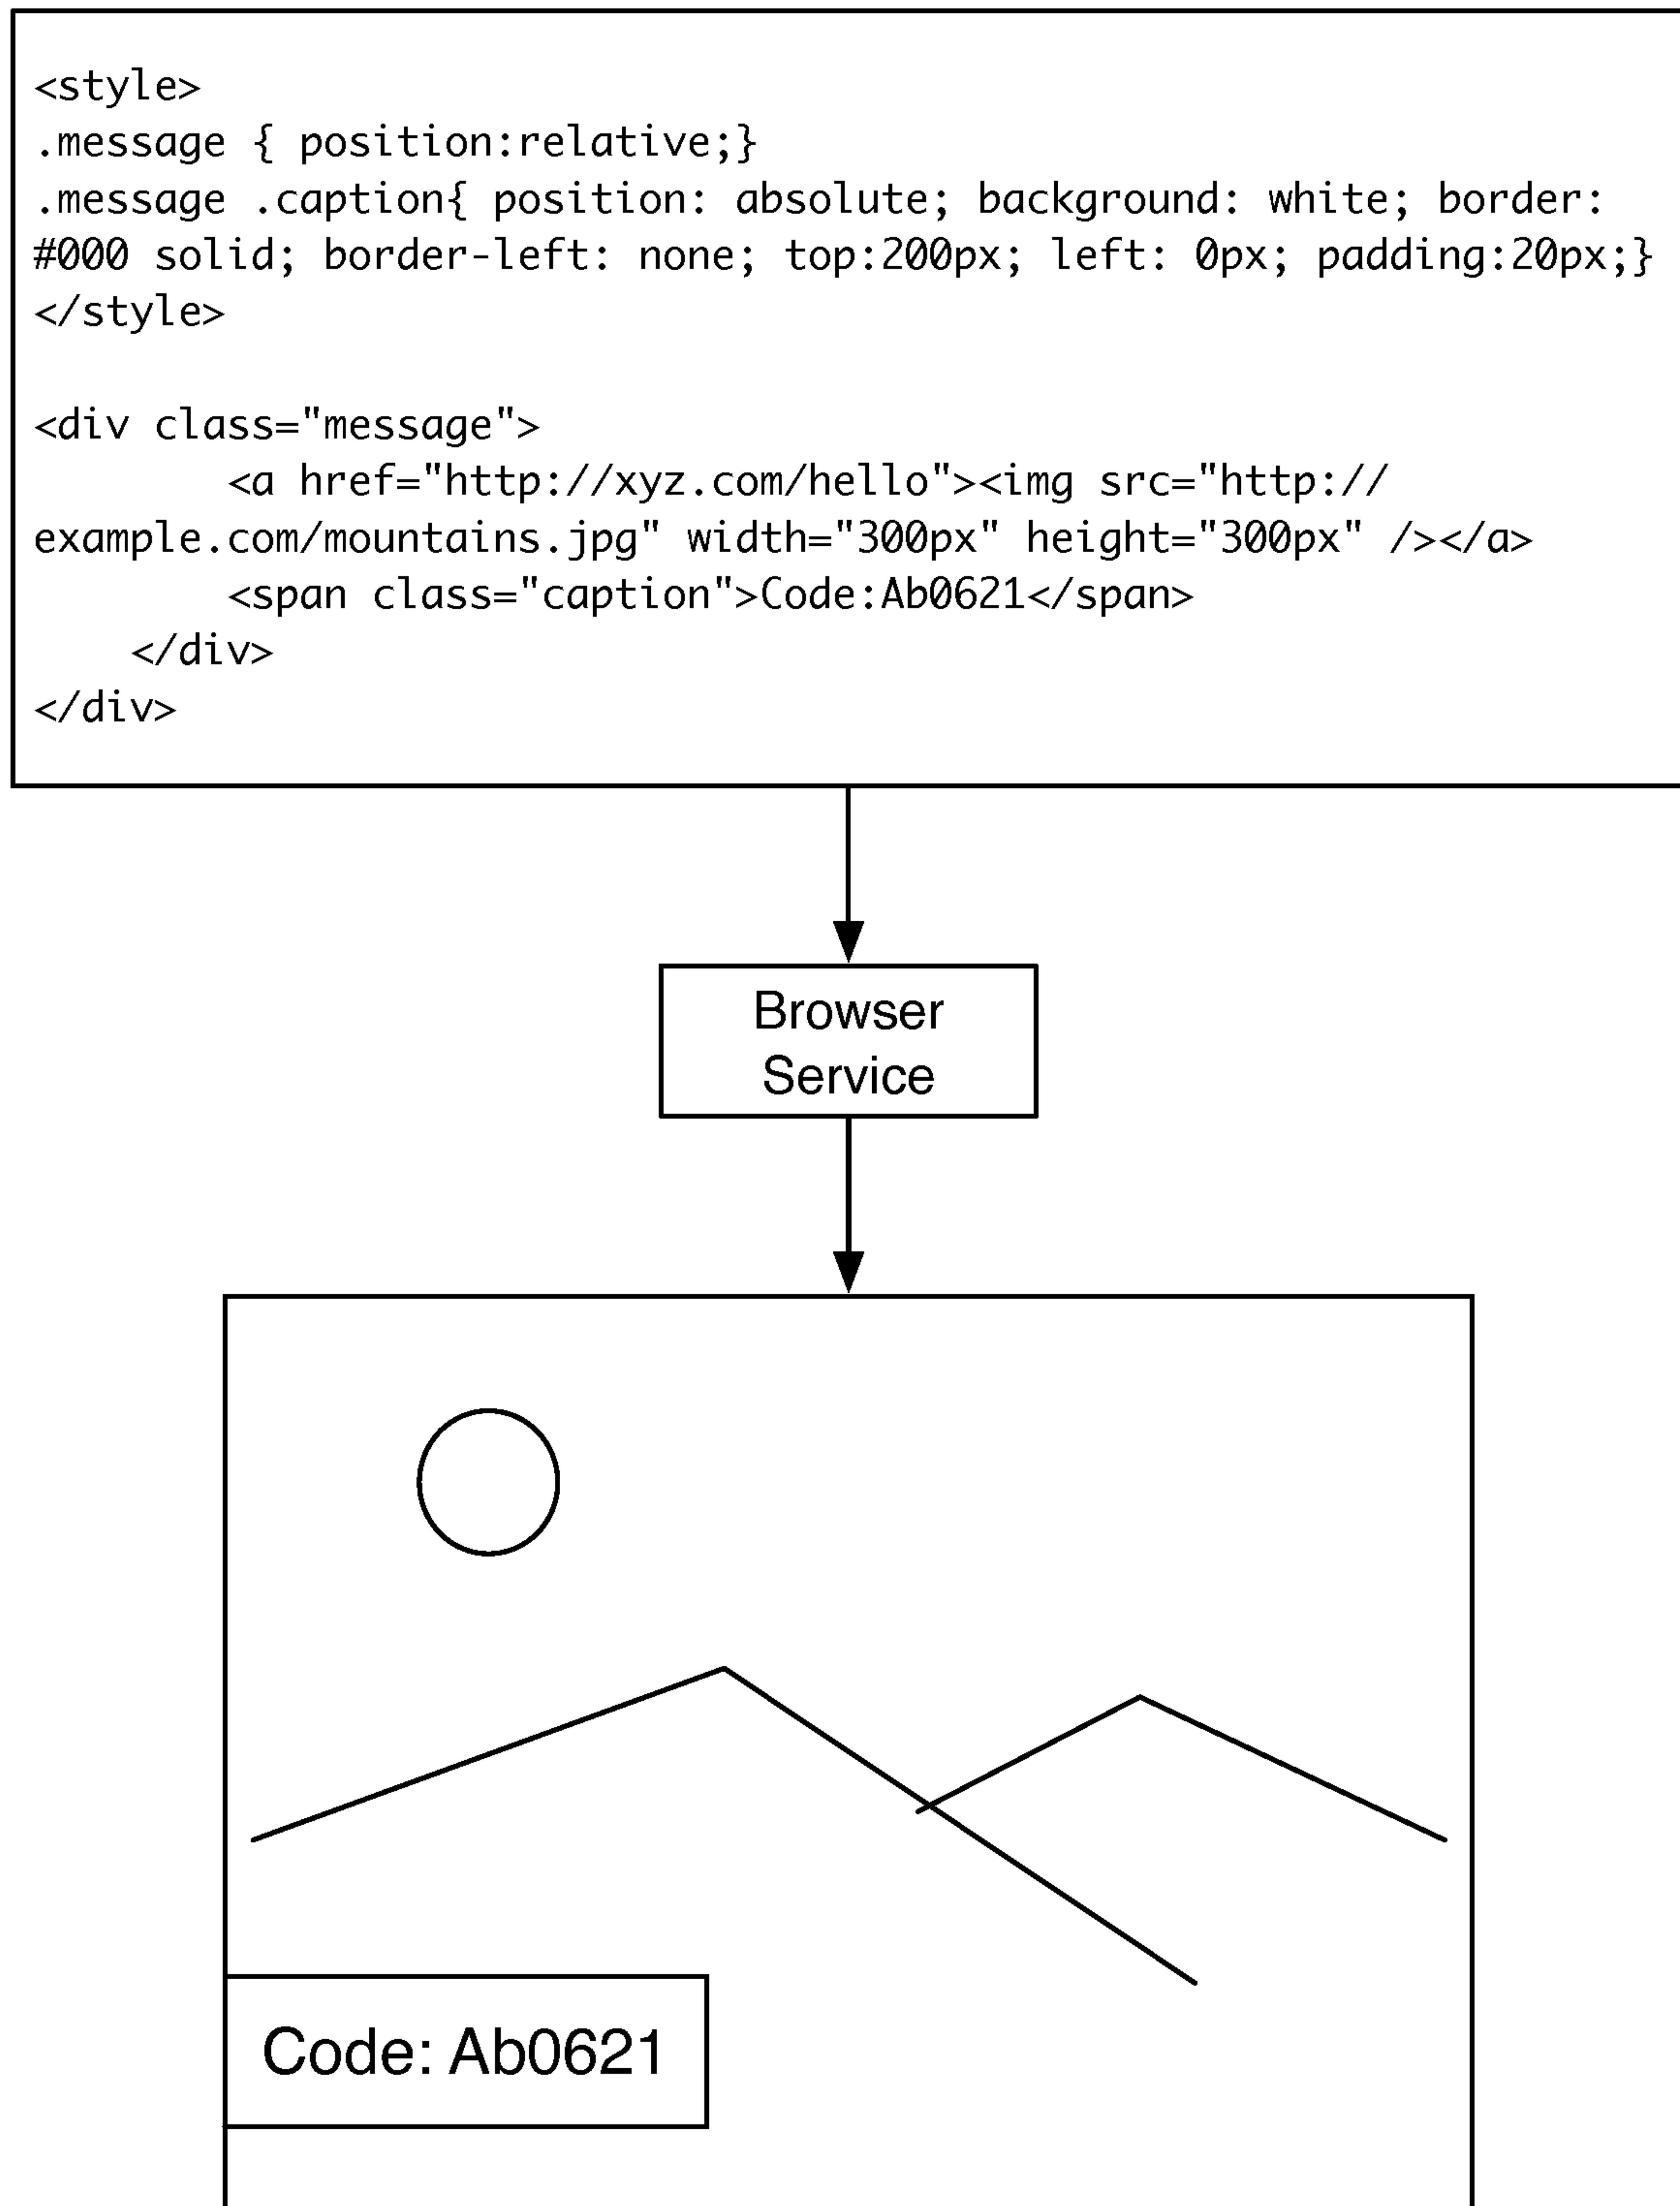 <style>
.message { position:relative;}
.message .caption{ position: absolute; background: white; border:
#000 solid; border-left: none; top:200px; left: 0px; padding:20px;}
</style>
<div class="message">
<a href="http://xyz.com/hello"><img src="http://
example.com/mountains.jpg" width="300px" height="300px" /></a>
<span class="caption">Code:Ab0621</span>
</div>
</div>
Browser
Service
Code: Ab0621